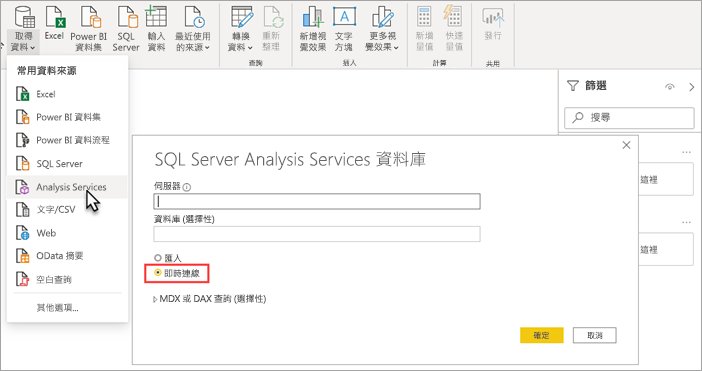 取得
資料
Excel
Power BI
資料集
SQL
Server
輸入
資料
最近使用
的來源
轉換
資料
重新
整理
新增視
覺效果
文字
方塊
更多視
覺效果
新增
量值
快速
量值
發行
查詢
插入
計算
共用
常用資料來源
Excel
Power BI 資料集
Power BI 資料流程
SQL Server
Analysis Services
文字/CSV
Web
OData 摘要
空白查詢
其他選項...
SQL Server Analysis Services 資料庫
伺服器
資料庫 (選擇性)
匯入
即時連線
MDX 或 DAX 查詢 (選擇性)
確定
取消
篩選
搜尋
...
這裡
...
這裡